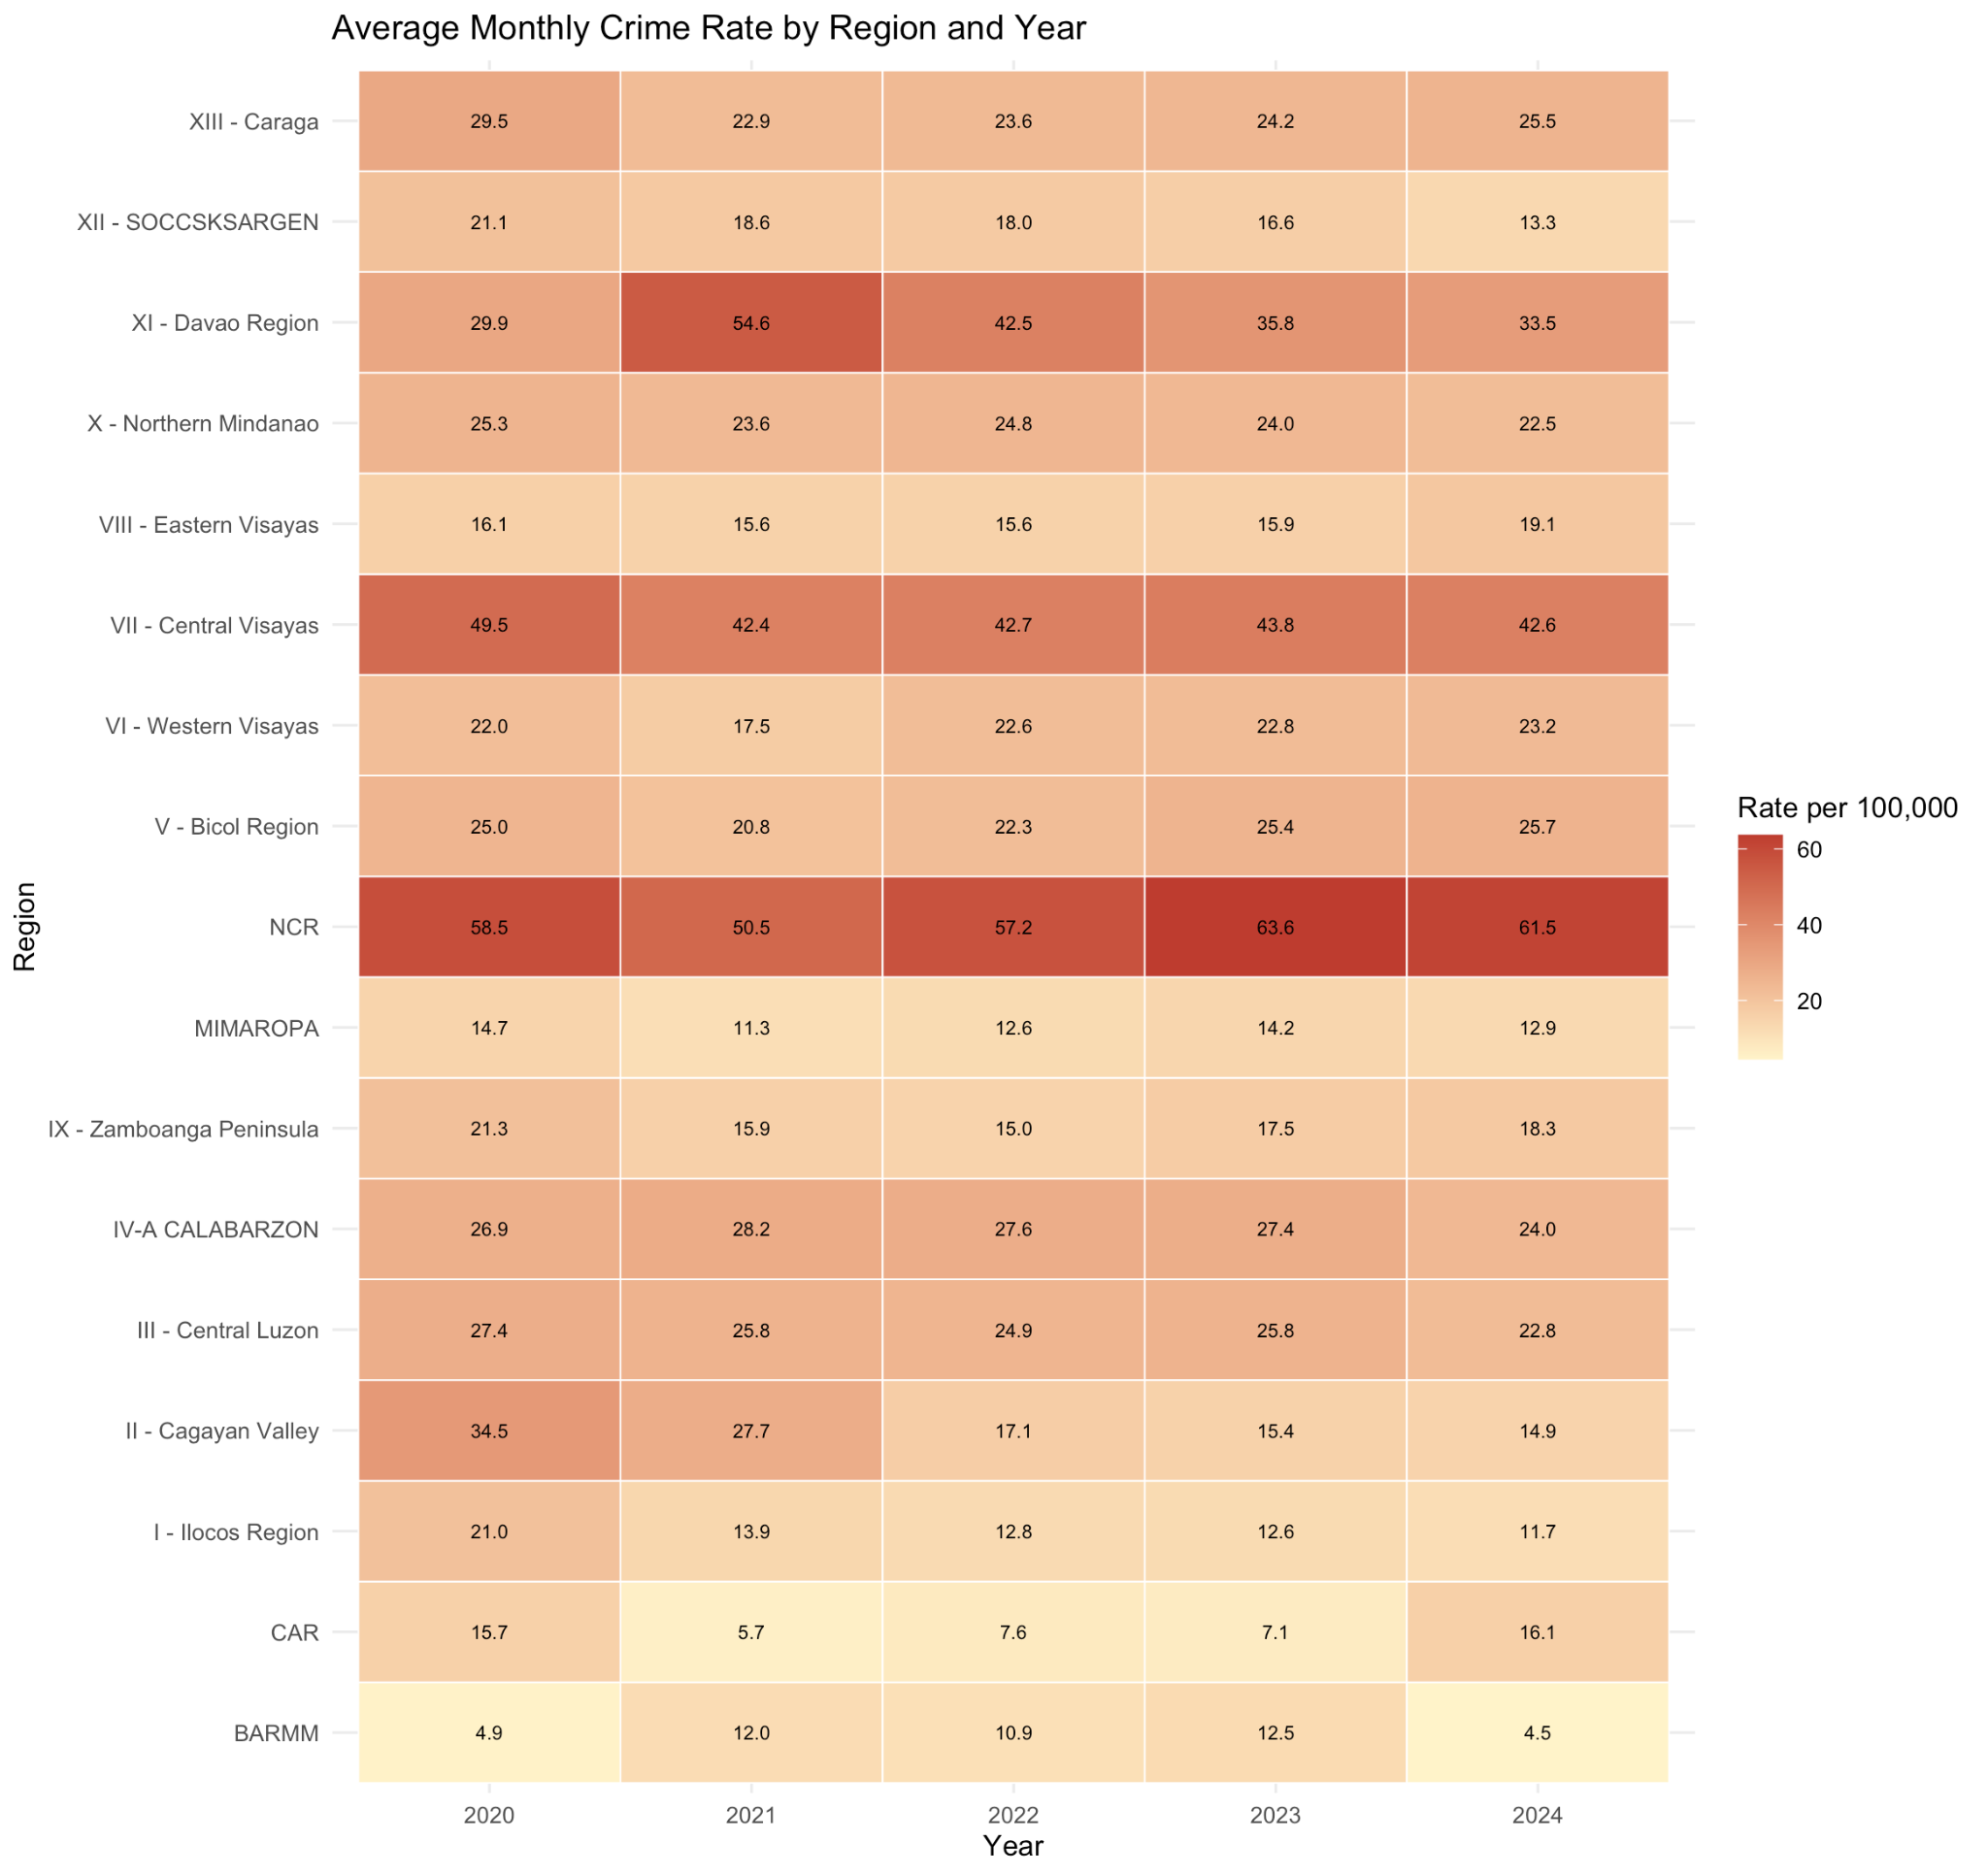 Average Monthly Crime Rate by Region and Year
XIII - Caraga 29.5 22.9 23.6 24.2 25.5
XII - SOCCSKSARGEN 21.1 18.6 18.0 16.6 13.3
XI - Davao Region 29.9 54.6 42.5 35.8 33.5
X - Northern Mindanao 25.3 23.6 24.8 24.0 22.5
VIII - Eastern Visayas 16.1 15.6 15.6 15.9 19.1
VII - Central Visayas 49.5 42.4 42.7 43.8 42.6
VI - Western Visayas 22.0 17.5 22.6 22.8 23.2
V - Bicol Region 25.0 20.8 22.3 25.4 25.7
NCR 58.5 50.5 57.2 63.6 61.5
MIMAROPA 14.7 11.3 12.6 14.2 12.9
IX - Zamboanga Peninsula 21.3 15.9 15.0 17.5 18.3
IV-A CALABARZON 26.9 28.2 27.6 27.4 24.0
III - Central Luzon 27.4 25.8 24.9 25.8 22.8
II - Cagayan Valley 34.5 27.7 17.1 15.4 14.9
I - Ilocos Region 21.0 13.9 12.8 12.6 11.7
CAR 15.7 5.7 7.6 7.1 16.1
BARMM 4.9 12.0 10.9 12.5 4.5
2020 2021 2022 2023 2024
Year
Region
Rate per 100,000
60
40
20